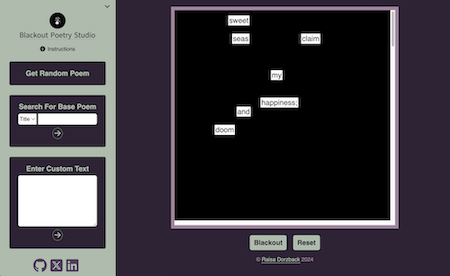 Blackout Poetry Studio
Instructions
Get Random Poem
Search For Base Poem
Title
Enter Custom Text
sweet
seas claim
my
happiness;
and
doom
Blackout Reset
© Raisa Dorzback 2024